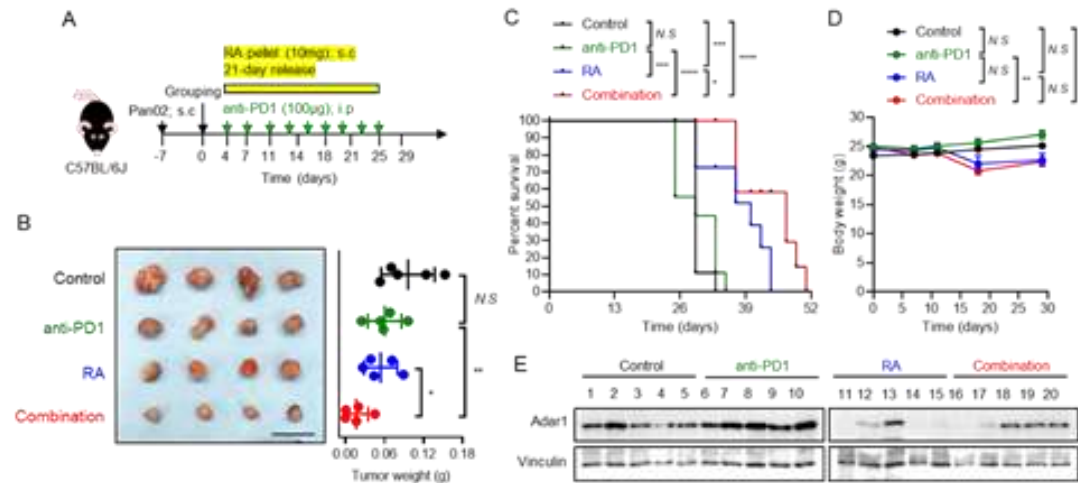 A
RA pellet (10mg); s.c
21-day release
Grouping
Pan02; s.c
anti-PD1 (100μg); i.p
C57BL/6J
-7 0 4 7 11 14 18 21 25 29
Time (days)
B
Control
anti-PD1
RA
Combination
N.S
**
*
0.00 0.06 0.12 0.18
Tumor weight (g)
C
Control
anti-PD1
RA
Combination
N.S
*
Percent survival
100
90
80
70
60
50
40
30
20
10
0
0 13 26 39 52
Time (days)
D
Control
anti-PD1
RA
Combination
N.S
N.S
**
N.S
N.S
Body weight (g)
30
25
20
15
10
5
0
0 5 10 15 20 25 30
Time (days)
E
Control anti-PD1 RA Combination
1 2 3 4 5 6 7 8 9 10 11 12 13 14 15 16 17 18 19 20
Adar1
Vinculin